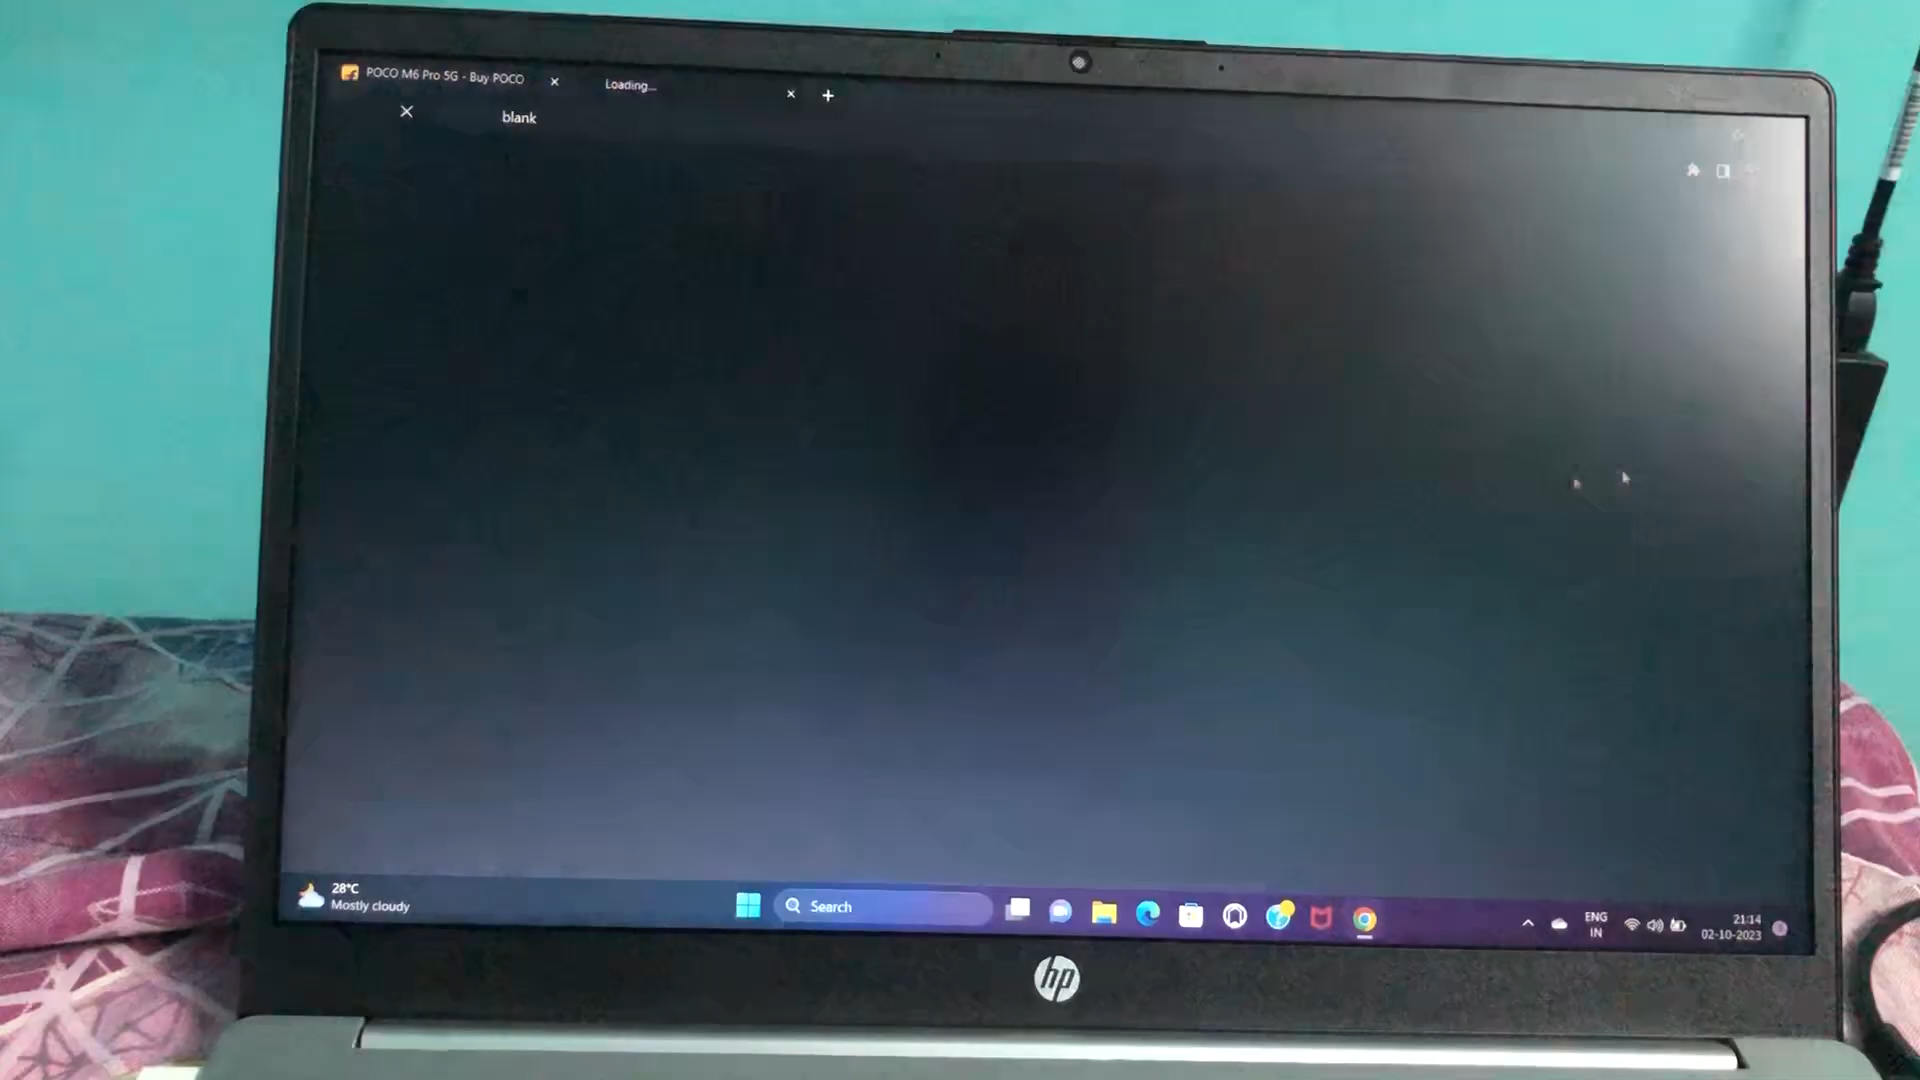 POCO M6 Pro 5G - Buy POCO
Loading...
blank
28°C
Mostly cloudy
Search
ENG
IN
21:14
02-10-2023
hp